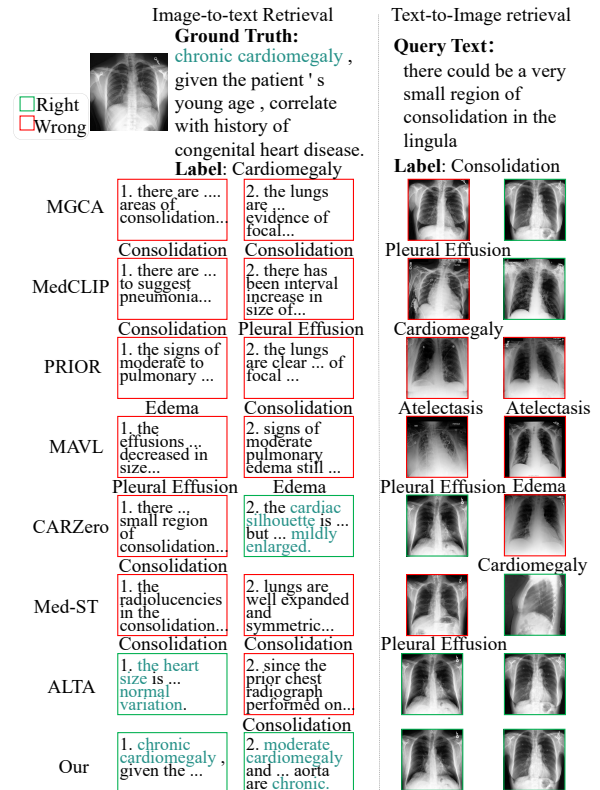 Image-to-text Retrieval
Text-to-Image retrieval
Ground Truth:
chronic cardiomegaly ,
given the patient ' s
young age , correlate
with history of
congenital heart disease.
Label: Cardiomegaly
Right
Wrong
Query Text:
there could be a very
small region of
consolidation in the
lingula
Label: Consolidation
MGCA
1. there are ....
areas of
consolidation...
2. the lungs
are ...
evidence of
focal...
Consolidation
Consolidation
Pleural Effusion
MedCLIP
1. there are ...
to suggest
pneumonia...
2. there has
been interval
increase in
size of...
Consolidation
Pleural Effusion
Cardiomegaly
PRIOR
1. the signs of
moderate to
pulmonary ...
2. the lungs
are clear ... of
focal ...
Edema
Consolidation
Atelectasis
Atelectasis
MAVL
1. the
effusions ...
decreased in
size...
2. signs of
moderate
pulmonary
edema still ...
Pleural Effusion
Edema
Pleural Effusion
Edema
CARZero
1. there ...
small region
of
consolidation...
2. the cardiac
silhouette is ...
but ... mildly
enlarged.
Consolidation
Cardiomegaly
Med-ST
1. the
radiolucencies
in the
consolidation...
2. lungs are
well expanded
and
symmetric...
Consolidation
Consolidation
Pleural Effusion
ALTA
1. the heart
size is ...
normal
variation.
2. since the
prior chest
radiograph
performed on...
Consolidation
Our
1. chronic
cardiomegaly ,
given the ...
2. moderate
cardiomegaly
and ... aorta
are chronic.